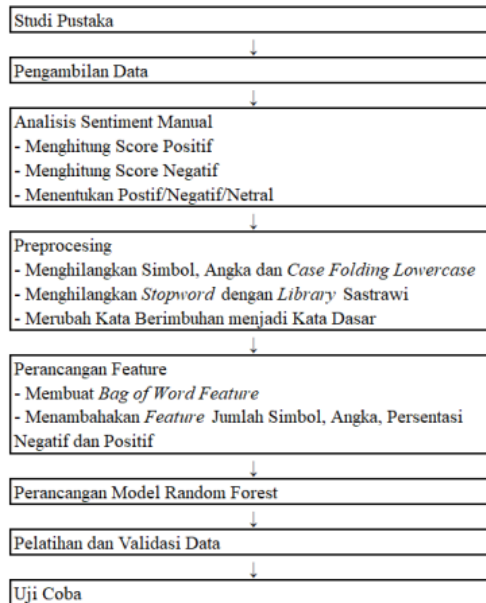 Studi Pustaka
↓
Pengambilan Data
↓
Analisis Sentiment Manual
- Menghitung Score Positif
- Menghitung Score Negatif
- Menentukan Postif/Negatif/Netral
↓
Preprocesing
- Menghilangkan Simbol, Angka dan Case Folding Lowercase
- Menghilangkan Stopword dengan Library Sastrawi
- Merubah Kata Berimbuhan menjadi Kata Dasar
↓
Perancangan Feature
- Membuat Bag of Word Feature
- Menambahakan Feature Jumlah Simbol, Angka, Persentasi
Negatif dan Positif
↓
Perancangan Model Random Forest
↓
Pelatihan dan Validasi Data
↓
Uji Coba